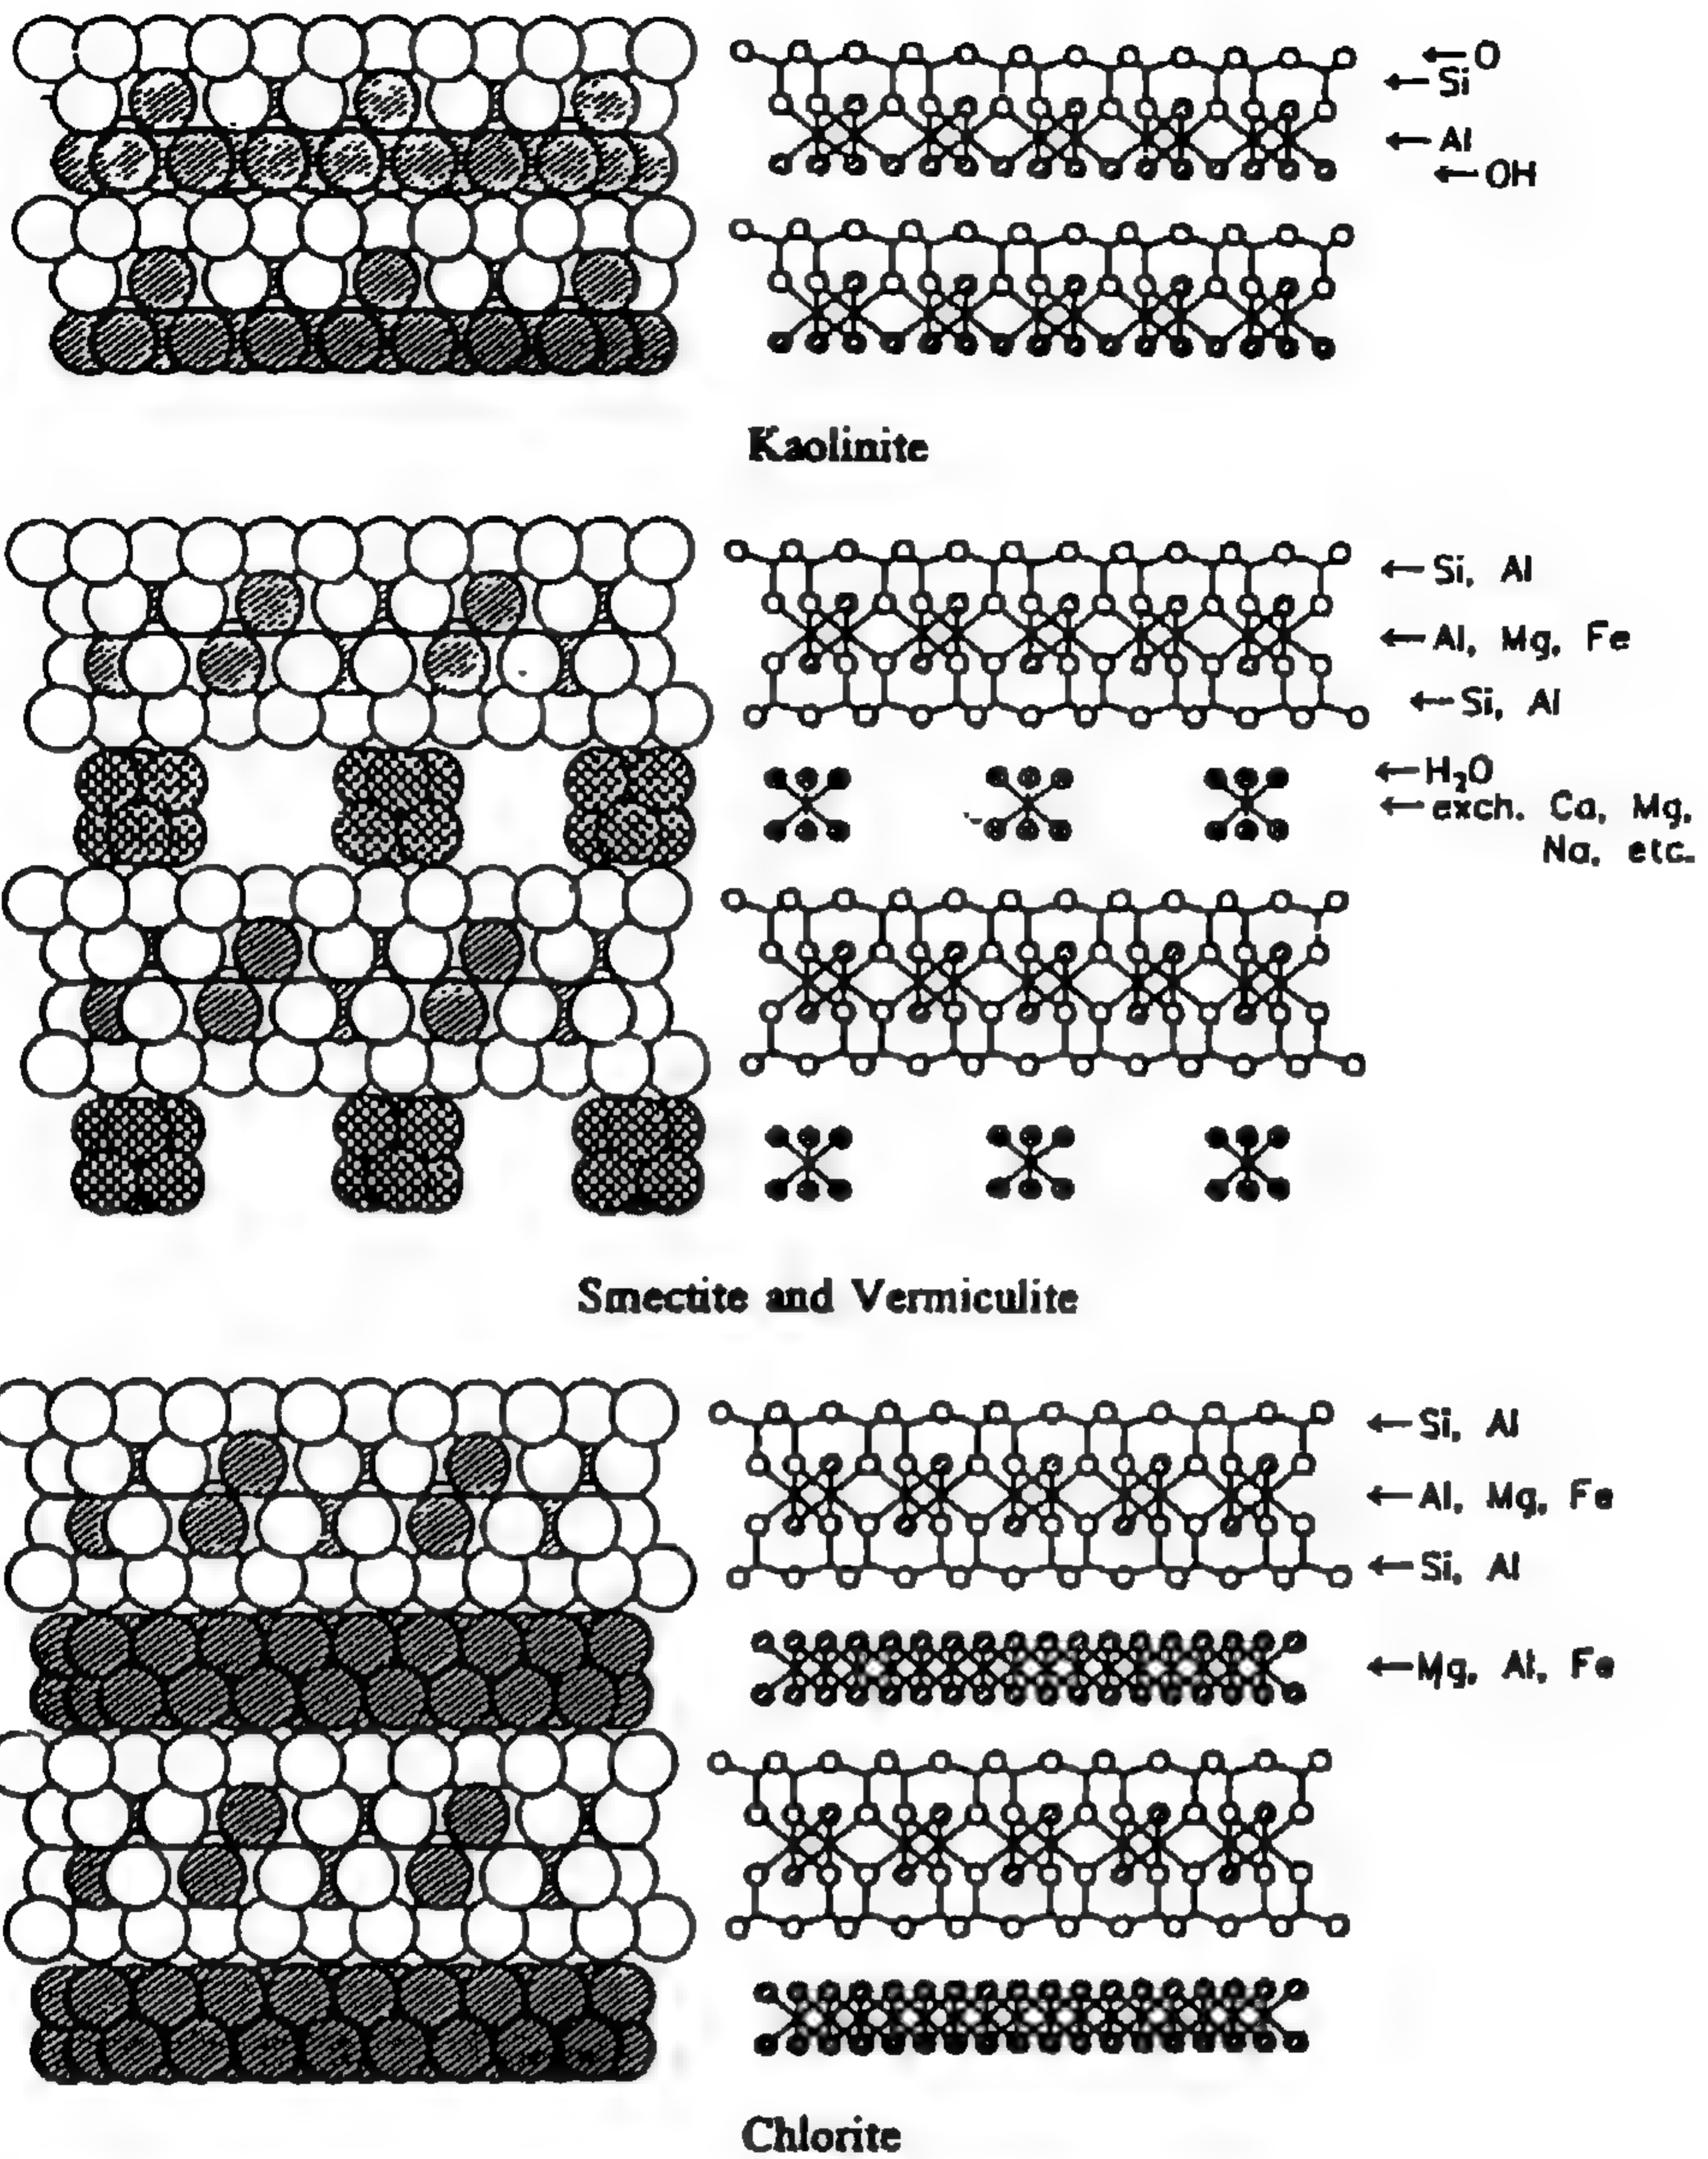 O
Si
Al
OH
Kaolinite
Si, Al
Al, Mg, Fe
Si, Al
H₂O
exch. Ca, Mg,
Na, etc.
Smectite and Vermiculite
Si, Al
Al, Mg, Fe
Si, Al
Mg, Al, Fe
Chlorite